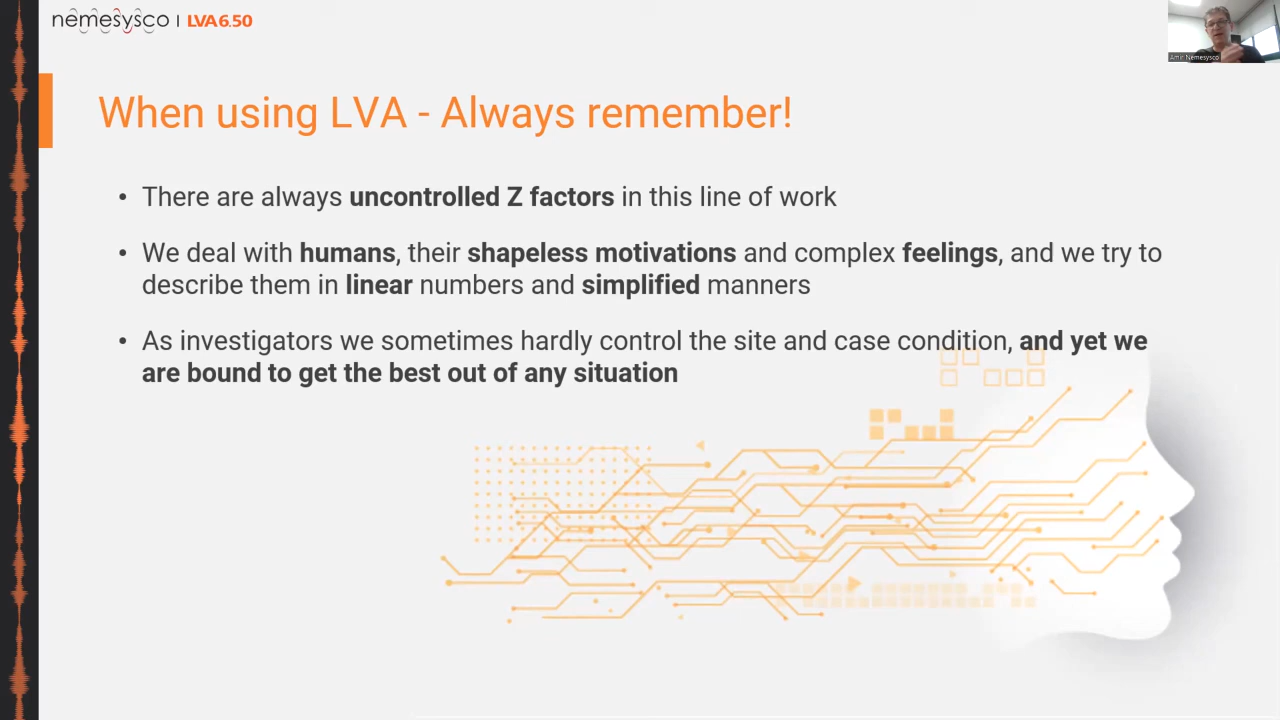 nemesysco | LVA6.50
Amir Nemesysco
When using LVA - Always remember!
• There are always uncontrolled Z factors in this line of work
• We deal with humans, their shapeless motivations and complex feelings, and we try to
describe them in linear numbers and simplified manners
• As investigators we sometimes hardly control the site and case condition, and yet we
are bound to get the best out of any situation